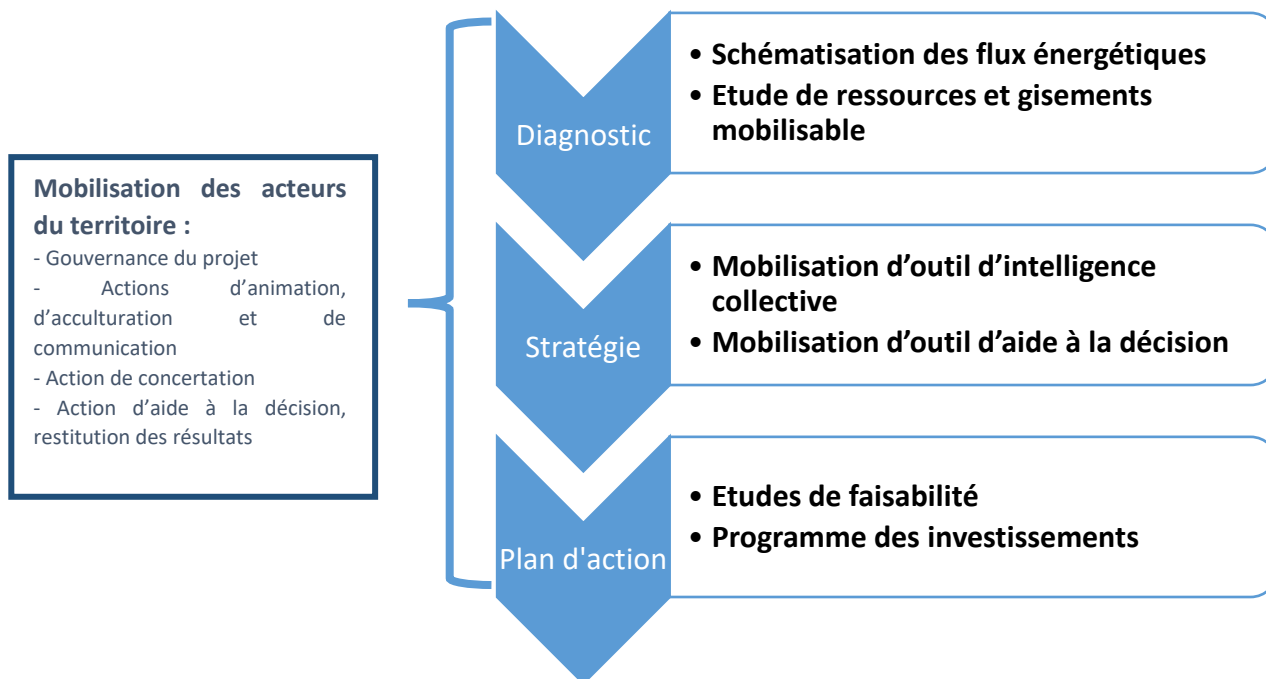 Mobilisation des acteurs
du territoire :
- Gouvernance du projet
- Actions d'animation,
d'acculturation et de
communication
- Action de concertation
- Action d'aide à la décision,
restitution des résultats
Diagnostic
• Schématisation des flux énergétiques
• Etude de ressources et gisements
mobilisable
Stratégie
• Mobilisation d'outil d'intelligence
collective
• Mobilisation d'outil d'aide à la décision
Plan d'action
• Etudes de faisabilité
• Programme des investissements